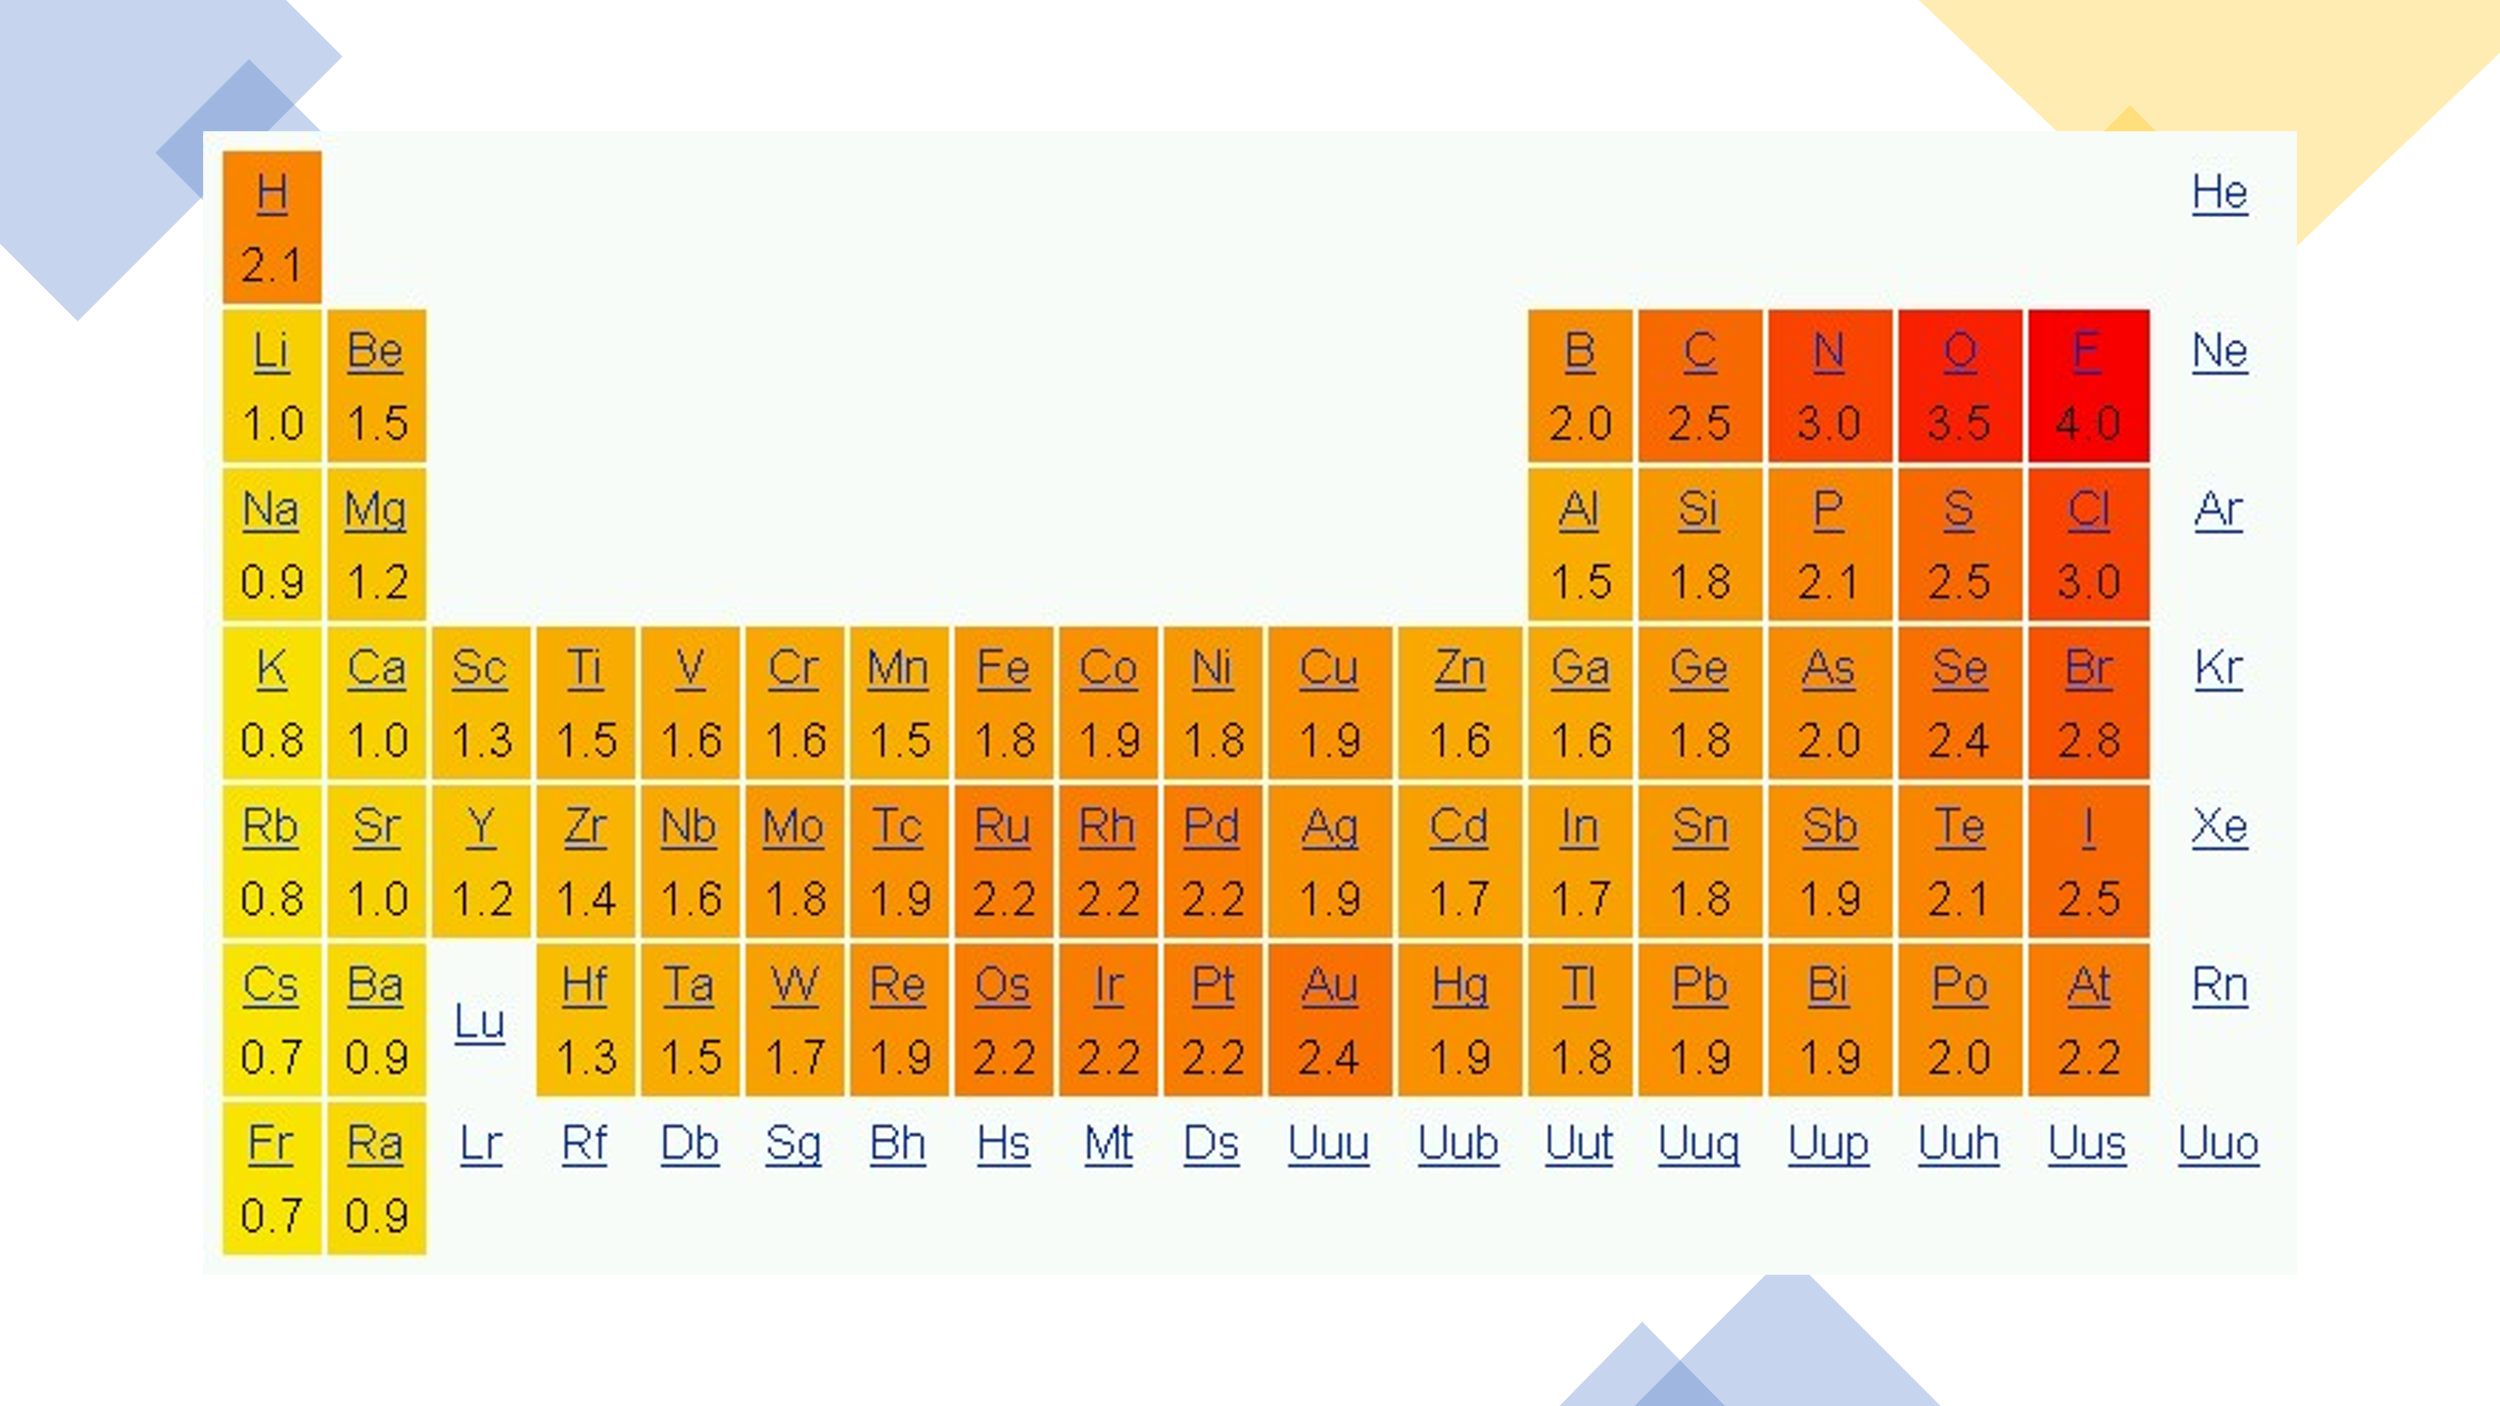 H He
2.1
Li Be B C N O F Ne
1.0 1.5 2.0 2.5 3.0 3.5 4.0
Na Mg Al Si P S Cl Ar
0.9 1.2 1.5 1.8 2.1 2.5 3.0
K Ca Sc Ti V Cr Mn Fe Co Ni Cu Zn Ga Ge As Se Br Kr
0.8 1.0 1.3 1.5 1.6 1.6 1.5 1.8 1.9 1.8 1.9 1.6 1.6 1.8 2.0 2.4 2.8
Rb Sr Y Zr Nb Mo Tc Ru Rh Pd Ag Cd In Sn Sb Te I Xe
0.8 1.0 1.2 1.4 1.6 1.8 1.9 2.2 2.2 2.2 1.9 1.7 1.7 1.8 1.9 2.1 2.5
Cs Ba Lu Hf Ta W Re Os Ir Pt Au Hg Tl Pb Bi Po At Rn
0.7 0.9 1.3 1.5 1.7 1.9 2.2 2.2 2.2 2.4 1.9 1.8 1.9 1.9 2.0 2.2
Fr Ra Lr Rf Db Sg Bh Hs Mt Ds Uuu Uub Uut Uuq Uup Uuh Uus Uuo
0.7 0.9